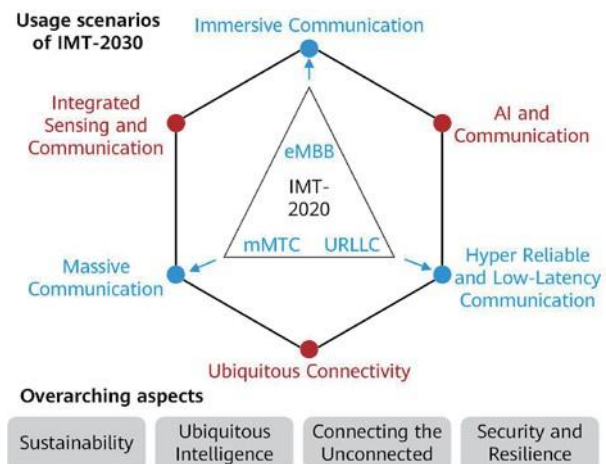 Usage scenarios
of IMT-2030
Immersive Communication
Integrated
Sensing and
Communication
AI and
Communication
eMBB
IMT-
2020
mMTC
URLLC
Massive
Communication
Hyper Reliable
and Low-Latency
Communication
Ubiquitous Connectivity
Overarching aspects
Sustainability
Ubiquitous
Intelligence
Connecting the
Unconnected
Security and
Resilience